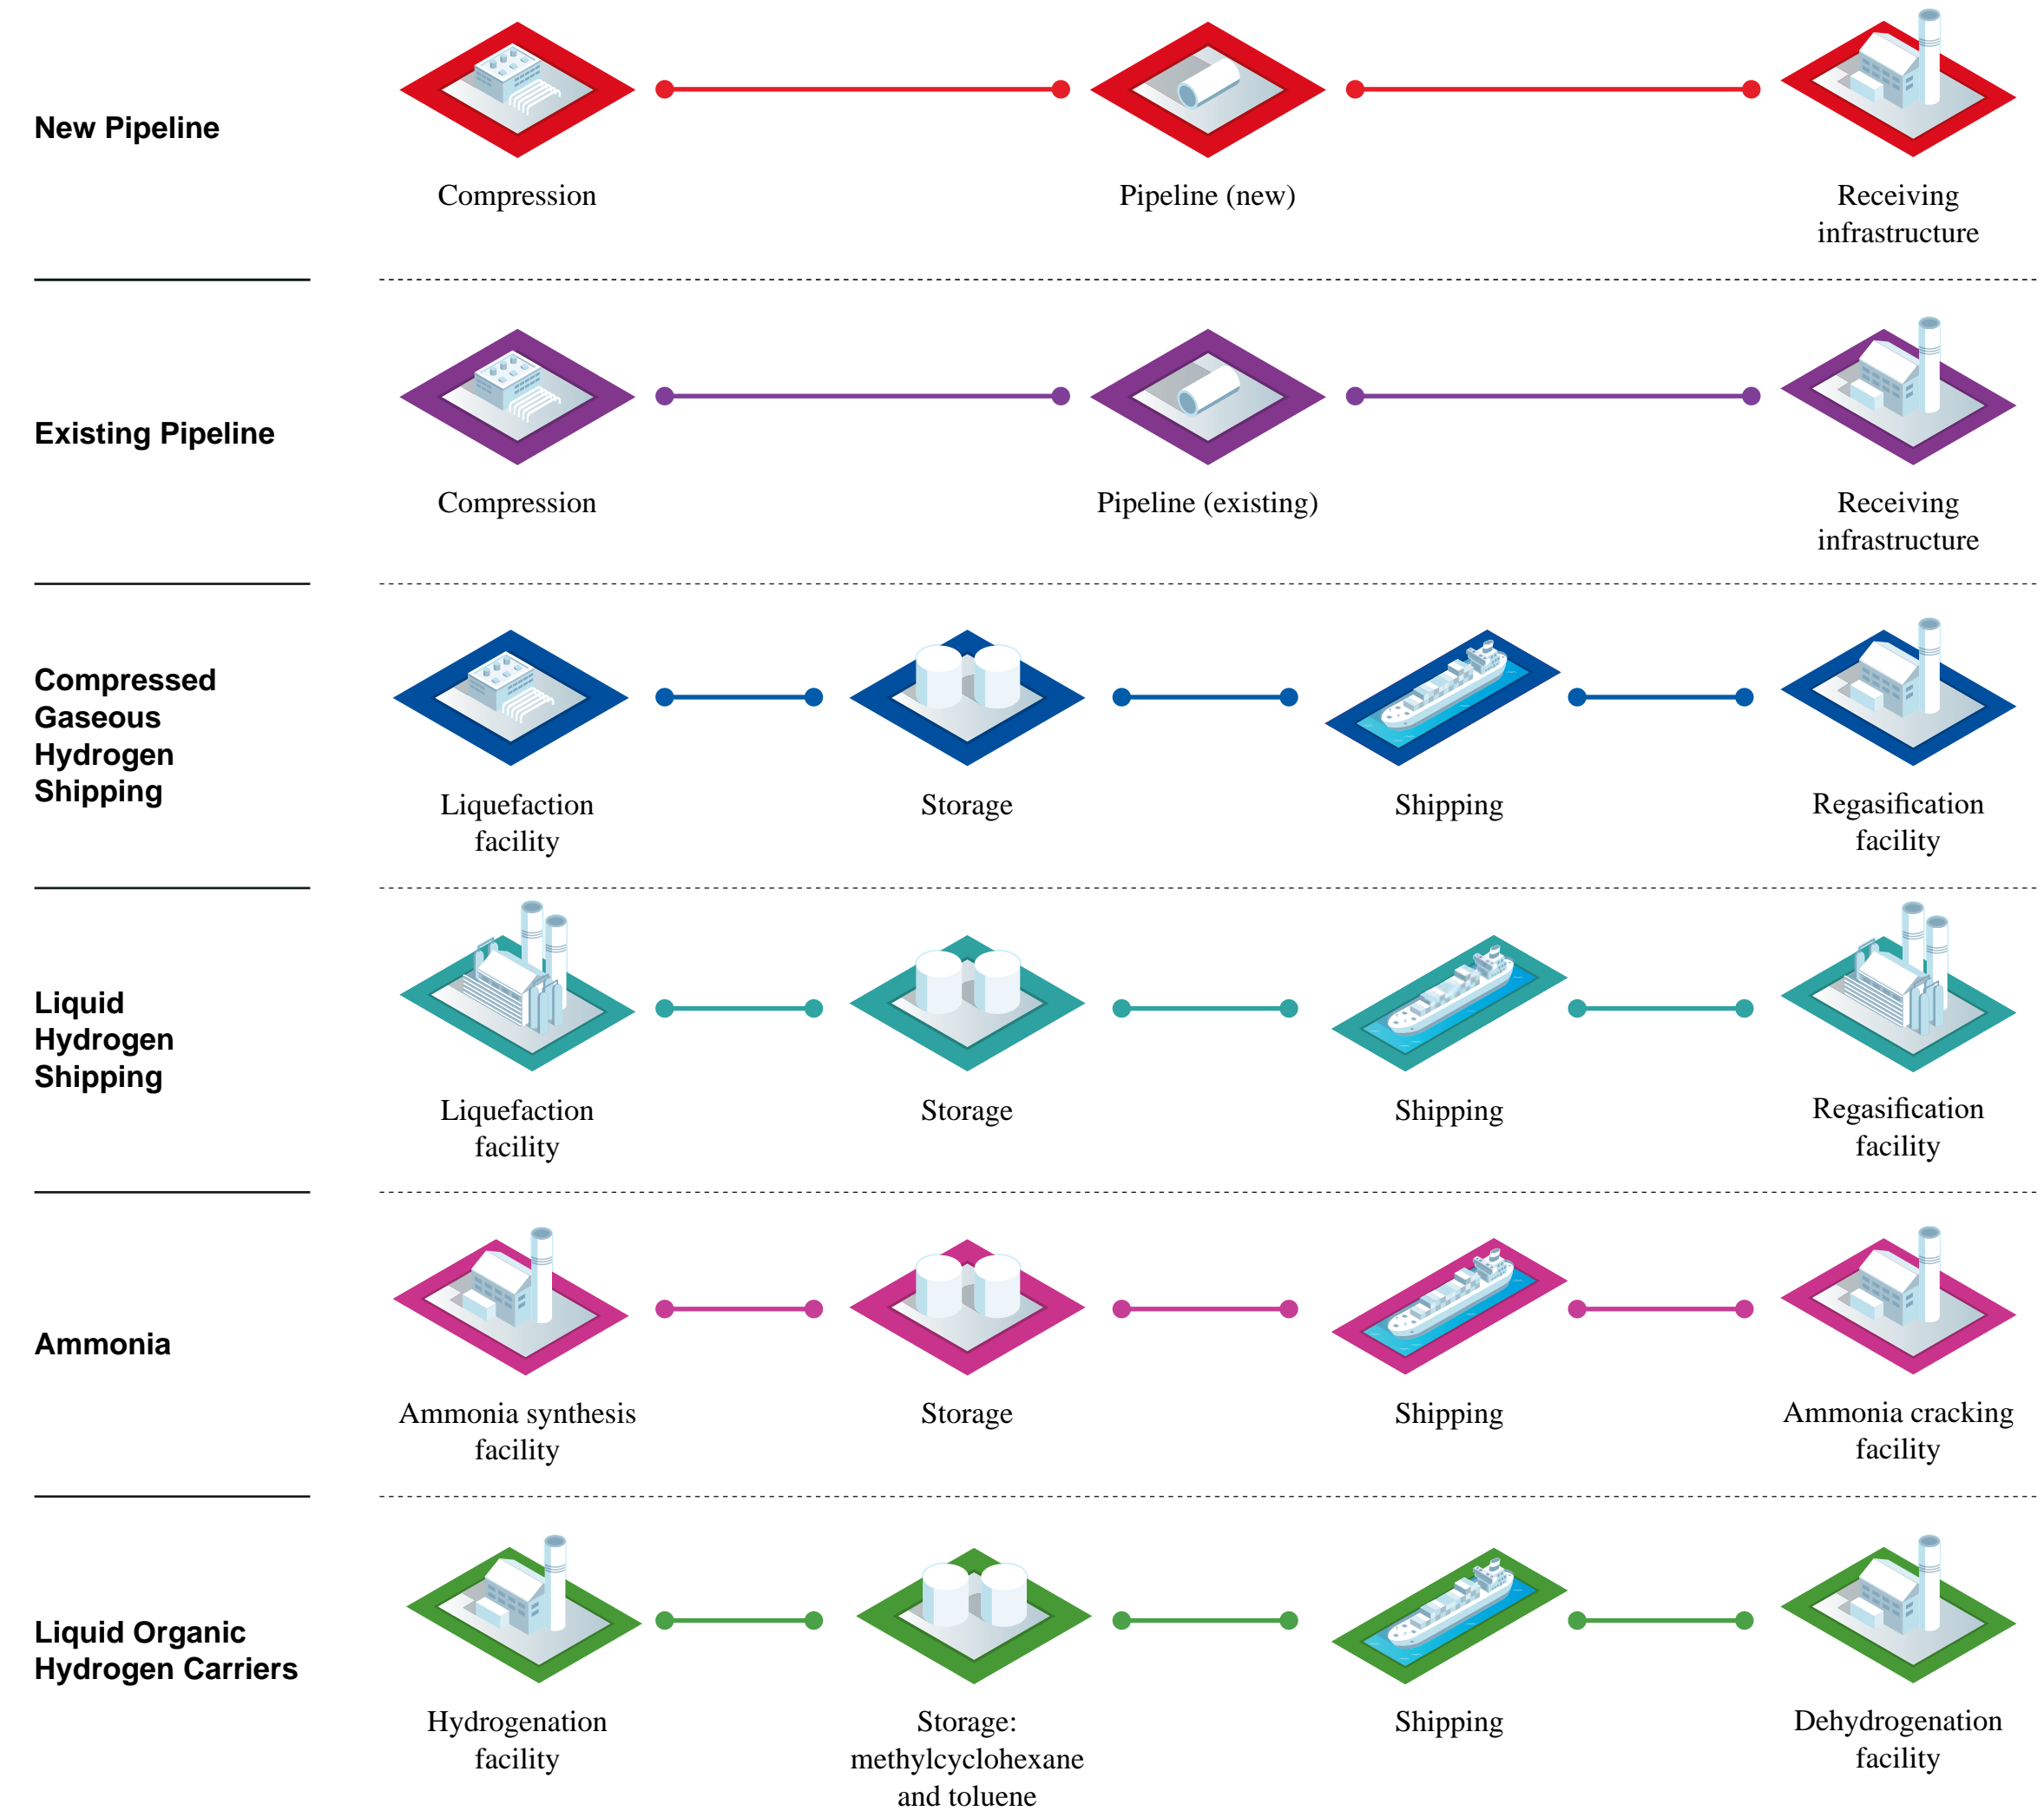 New Pipeline
Compression
Pipeline (new)
Receiving
infrastructure
Existing Pipeline
Compression
Pipeline (existing)
Receiving
infrastructure
Compressed
Gaseous
Hydrogen
Shipping
Liquefaction
facility
Storage
Shipping
Regasification
facility
Liquid
Hydrogen
Shipping
Liquefaction
facility
Storage
Shipping
Regasification
facility
Ammonia
Ammonia synthesis
facility
Storage
Shipping
Ammonia cracking
facility
Liquid Organic
Hydrogen Carriers
Hydrogenation
facility
Storage:
methylcyclohexane
and toluene
Shipping
Dehydrogenation
facility